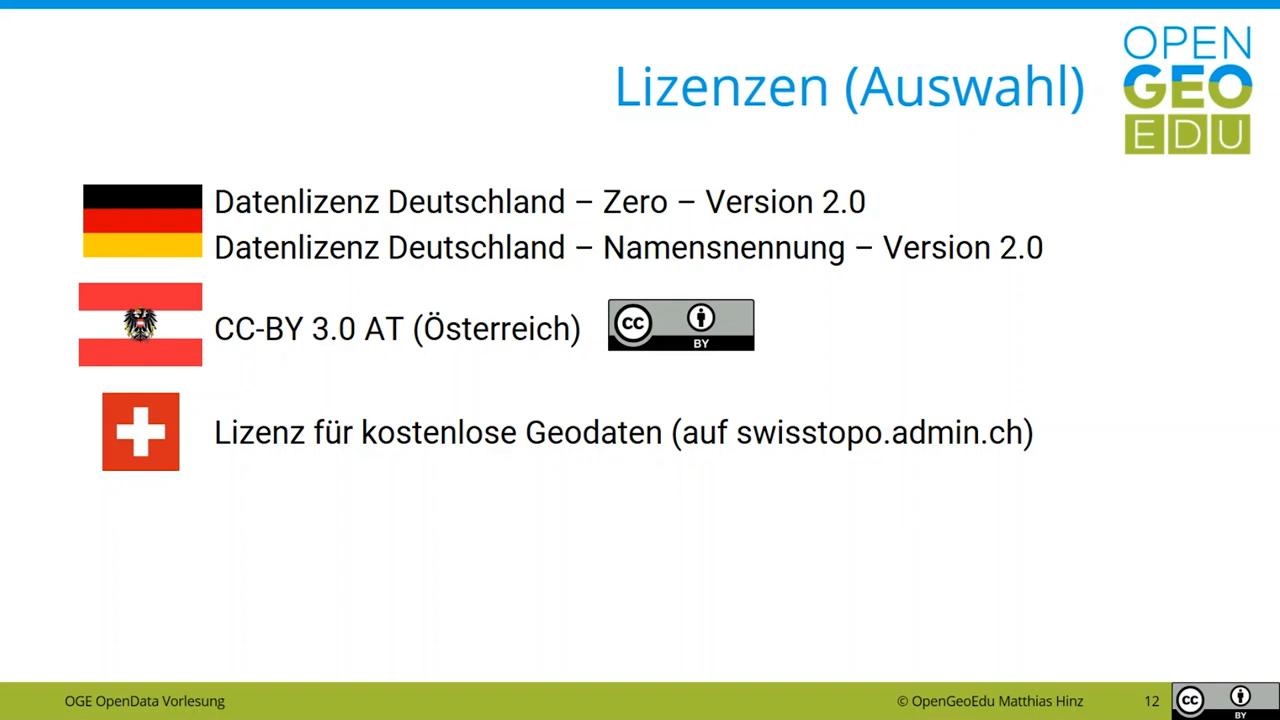 Lizenzen (Auswahl)
OPEN
GEO
EDU
Datenlizenz Deutschland – Zero – Version 2.0
Datenlizenz Deutschland – Namensnennung – Version 2.0
CC-BY 3.0 AT (Österreich)
cc
BY
Lizenz für kostenlose Geodaten (auf swisstopo.admin.ch)
OGE OpenData Vorlesung
© OpenGeoEdu Matthias Hinz
12
cc
BY